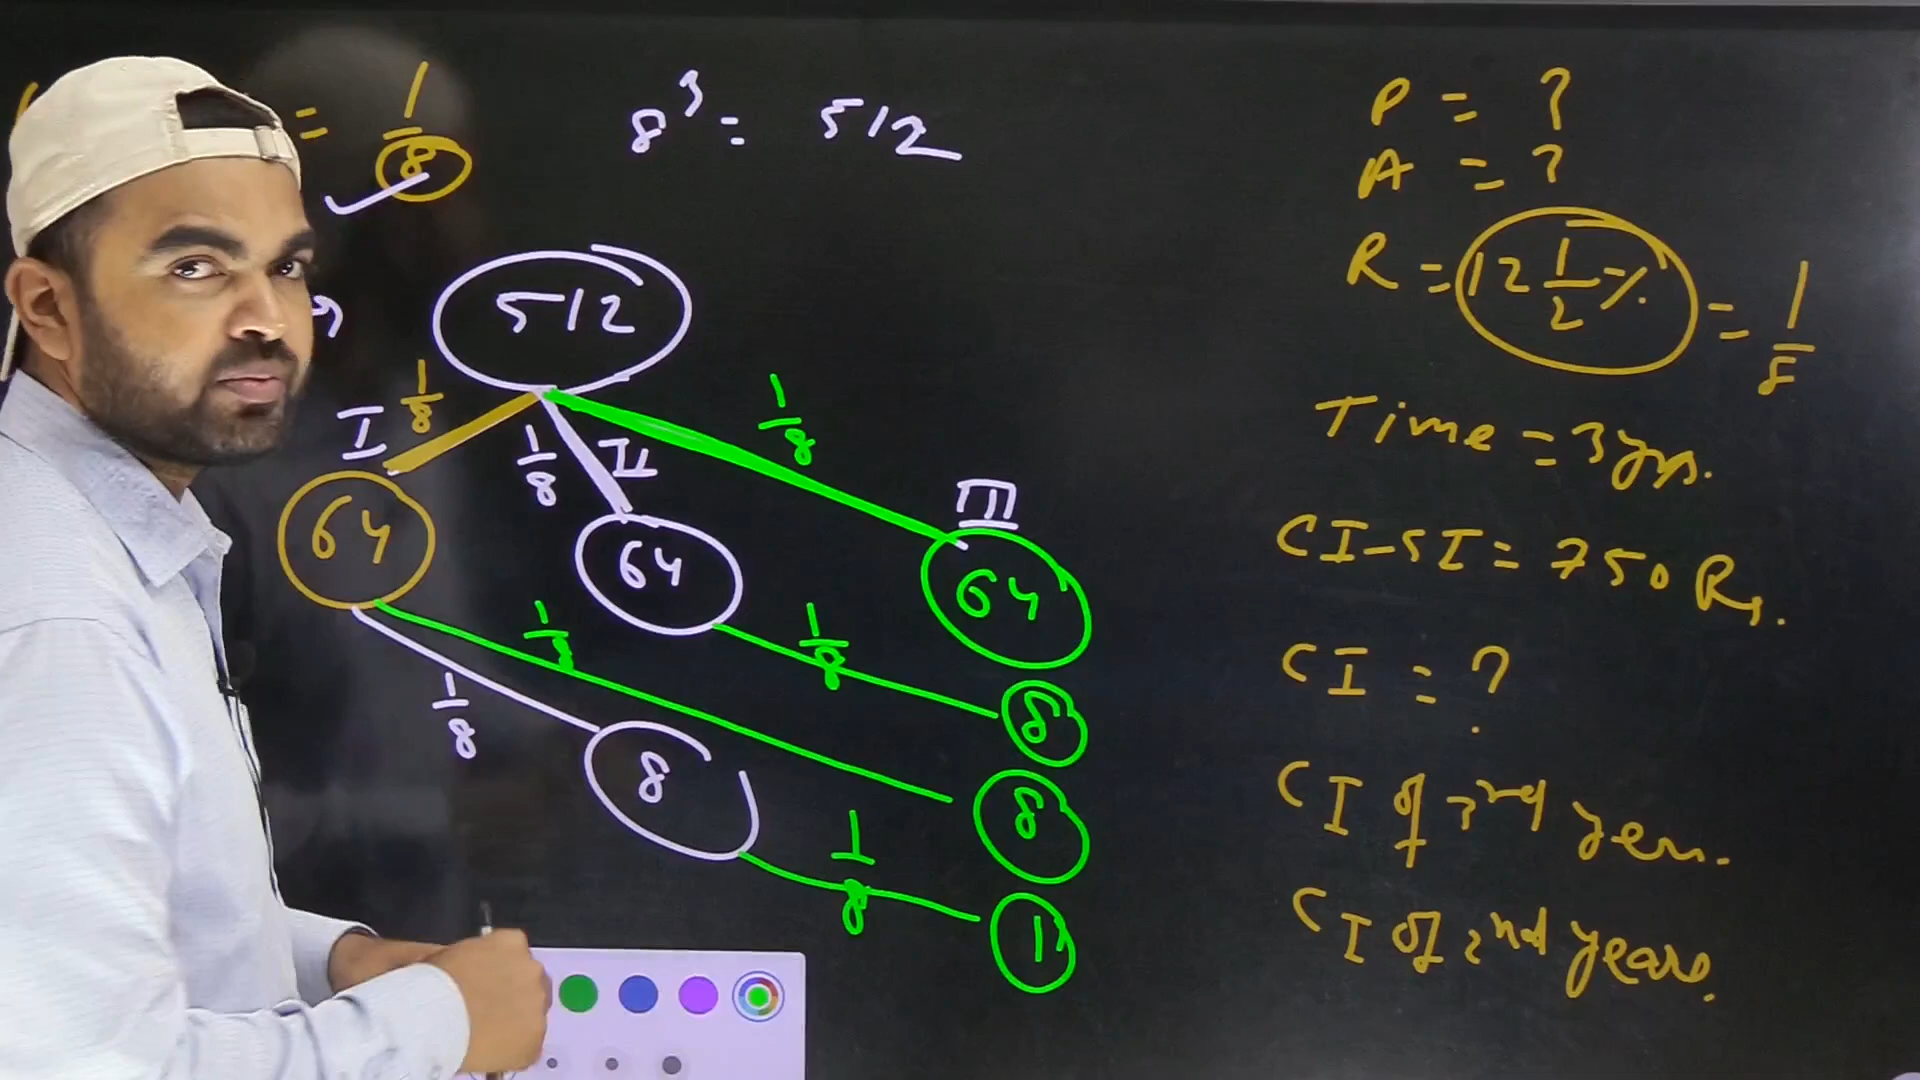 = 1/8
8³ = 512
512
I 1/8
1/8 II
1/8
III
64
64
64
1/8
1/8
1/8
8
8
8
1/8
1
P = ?
A = ?
R = 12 1/2 % = 1/8
Time = 3 yrs.
CI-SI = 750 Rs.
CI = ?
CI of 3rd year.
CI of 2nd years.